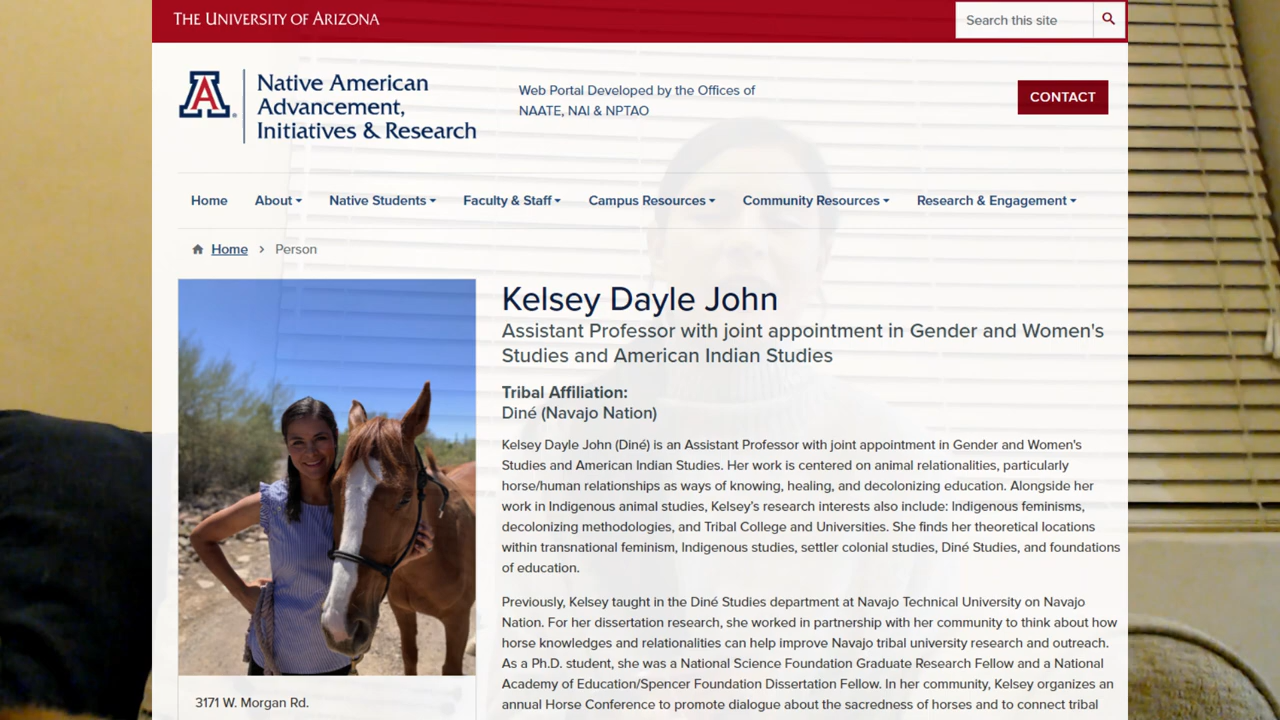 THE UNIVERSITY OF ARIZONA
Search this site
A
Native American
Advancement,
Initiatives & Research
Web Portal Developed by the Offices of
NAATE, NAI & NPTAO
CONTACT
Home About Native Students Faculty & Staff Campus Resources Community Resources Research & Engagement
Home > Person
Kelsey Dayle John
Assistant Professor with joint appointment in Gender and Women's
Studies and American Indian Studies
Tribal Affiliation:
Diné (Navajo Nation)
Kelsey Dayle John (Diné) is an Assistant Professor with joint appointment in Gender and Women's
Studies and American Indian Studies. Her work is centered on animal relationalities, particularly
horse/human relationships as ways of knowing, healing, and decolonizing education. Alongside her
work in Indigenous animal studies, Kelsey's research interests also include: Indigenous feminisms,
decolonizing methodologies, and Tribal College and Universities. She finds her theoretical locations
within transnational feminism, Indigenous studies, settler colonial studies, Diné Studies, and foundations
of education.
Previously, Kelsey taught in the Diné Studies department at Navajo Technical University on Navajo
Nation. For her dissertation research, she worked in partnership with her community to think about how
horse knowledges and relationalities can help improve Navajo tribal university research and outreach.
As a Ph.D. student, she was a National Science Foundation Graduate Research Fellow and a National
Academy of Education/Spencer Foundation Dissertation Fellow. In her community, Kelsey organizes an
annual Horse Conference to promote dialogue about the sacredness of horses and to connect tribal
3171 W. Morgan Rd.